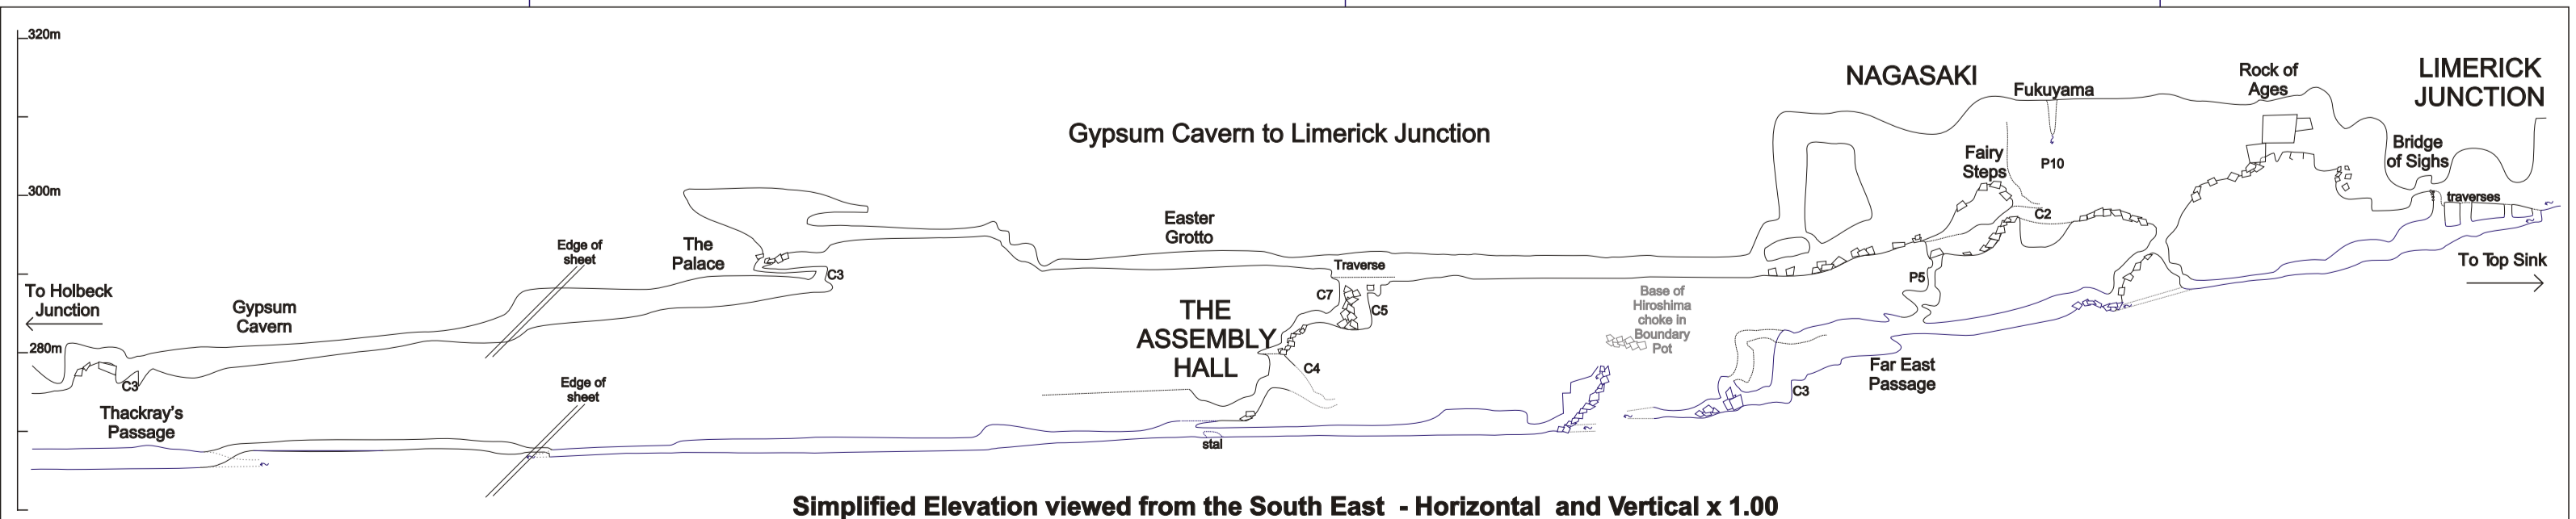 320m
300m
280m
To Holbeck
Junction
C3
Thackray's
Passage
Gypsum
Cavern
Edge of
sheet
Edge of
sheet
The
Palace
C3
Gypsum Cavern to Limerick Junction
Easter
Grotto
THE
ASSEMBLY
HALL
stal
Traverse
C7
C5
C4
Base of
Hiroshima
choke in
Boundary
Pot
NAGASAKI
Fukuyama
P10
Fairy
Steps
C2
P5
C3
Far East
Passage
Rock of
Ages
LIMERICK
JUNCTION
Bridge
of Sighs
traverses
To Top Sink
Simplified Elevation viewed from the South East - Horizontal and Vertical x 1.00